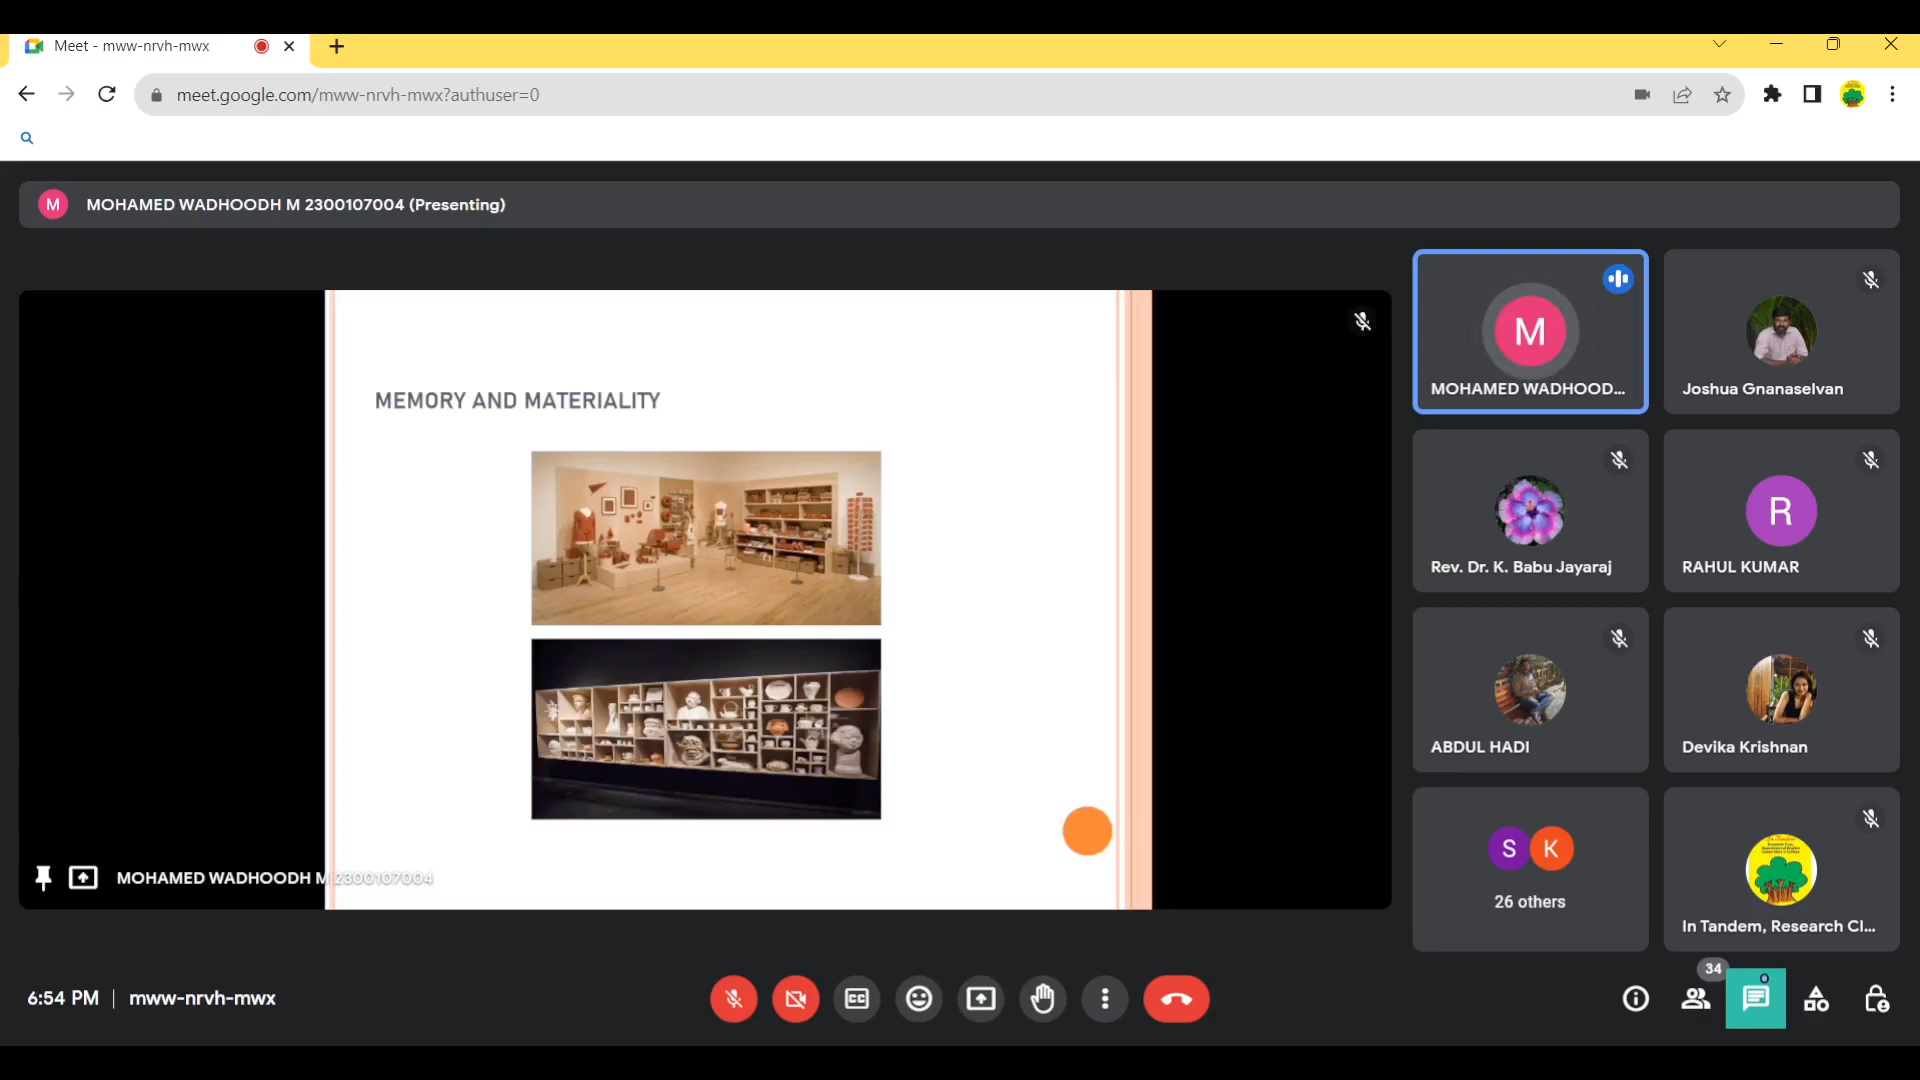 Meet - mww-nrvh-mwx
meet.google.com/mww-nrvh-mwx?authuser=0
M
MOHAMED WADHOODH M 2300107004 (Presenting)
MEMORY AND MATERIALITY
MOHAMED WADHOODH M 2300107004
M
MOHAMED WADHOOD...
Joshua Gnanaselvan
Rev. Dr. K. Babu Jayaraj
R
RAHUL KUMAR
ABDUL HADI
Devika Krishnan
S K
26 others
In Tandem, Research Cl...
6:54 PM | mww-nrvh-mwx
CC
34